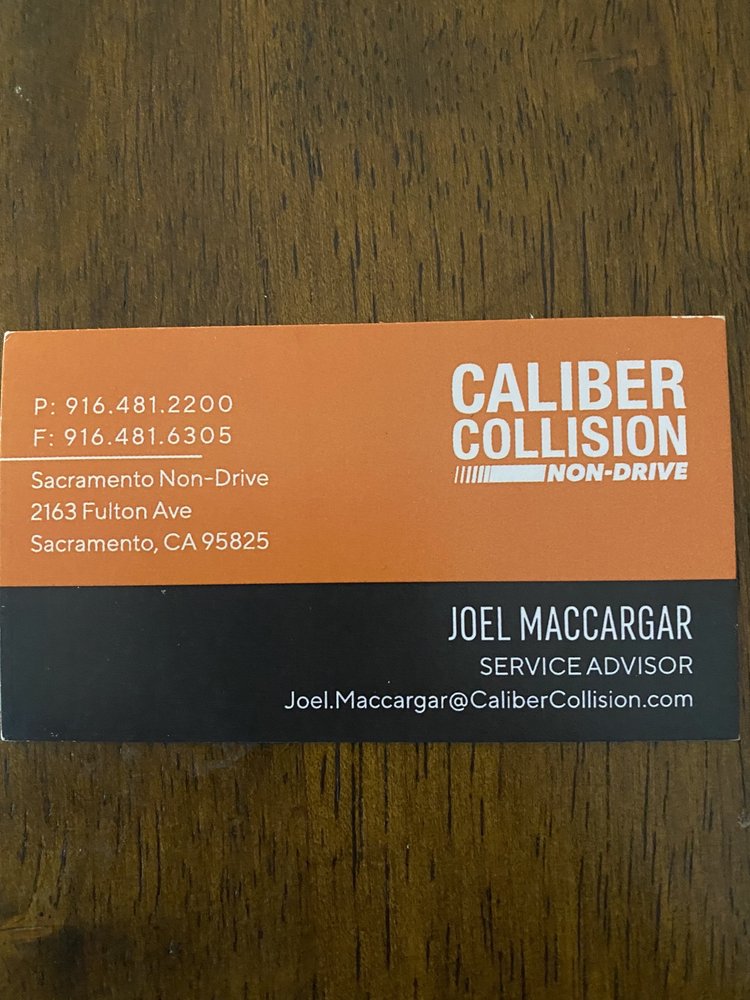 P: 916.481.2200
F: 916.481.6305
Sacramento Non-Drive
2163 Fulton Ave
Sacramento, CA 95825
CALIBER
COLLISION
NON-DRIVE
JOEL MACCARGAR
SERVICE ADVISOR
Joel.Maccargar@CaliberCollision.com